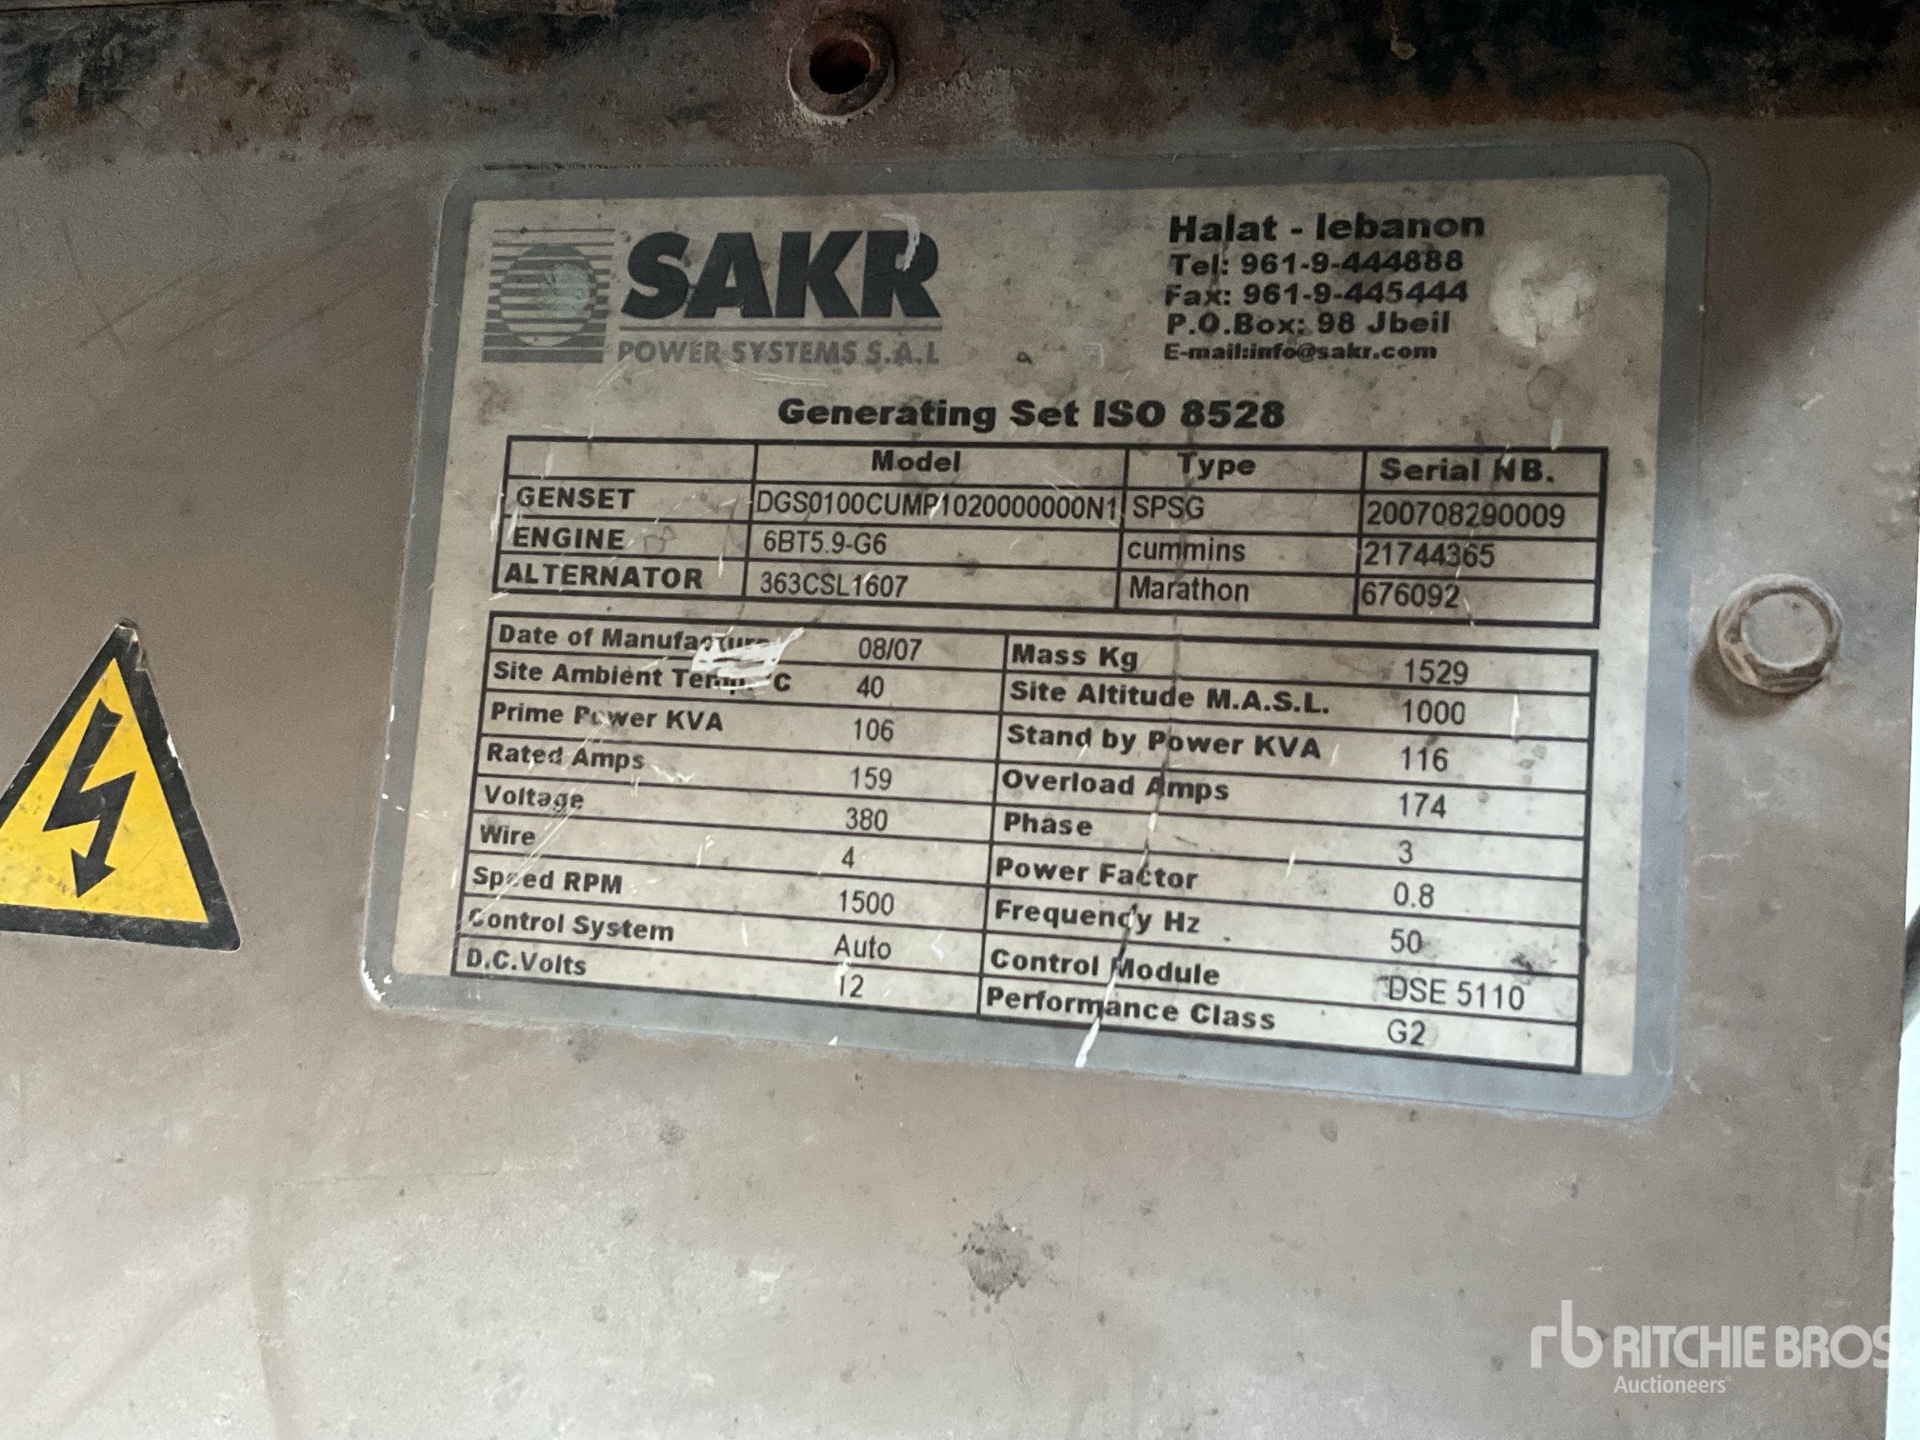 SAKR
POWER SYSTEMS S.A.L
Halat - lebanon
Tel: 961-9-444888
Fax: 961-9-445444
P.O.Box: 98 Jbeil
E-mail:info@sakr.com
Generating Set ISO 8528
Model Type Serial NB.
GENSET DGS0100CUMP1020000000N1 SPSG 200708290009
ENGINE 6BT5.9-G6 cummins 21744365
ALTERNATOR 363CSL1607 Marathon 676092
Date of Manufacture 08/07 Mass Kg 1529
Site Ambient Temp. °C 40 Site Altitude M.A.S.L. 1000
Prime Power KVA 106 Stand by Power KVA 116
Rated Amps 159 Overload Amps 174
Voltage 380 Phase 3
Wire 4 Power Factor 0.8
Speed RPM 1500 Frequency Hz 50
Control System Auto Control Module DSE 5110
D.C.Volts 12 Performance Class G2
rb RITCHIE BROS
Auctioneers